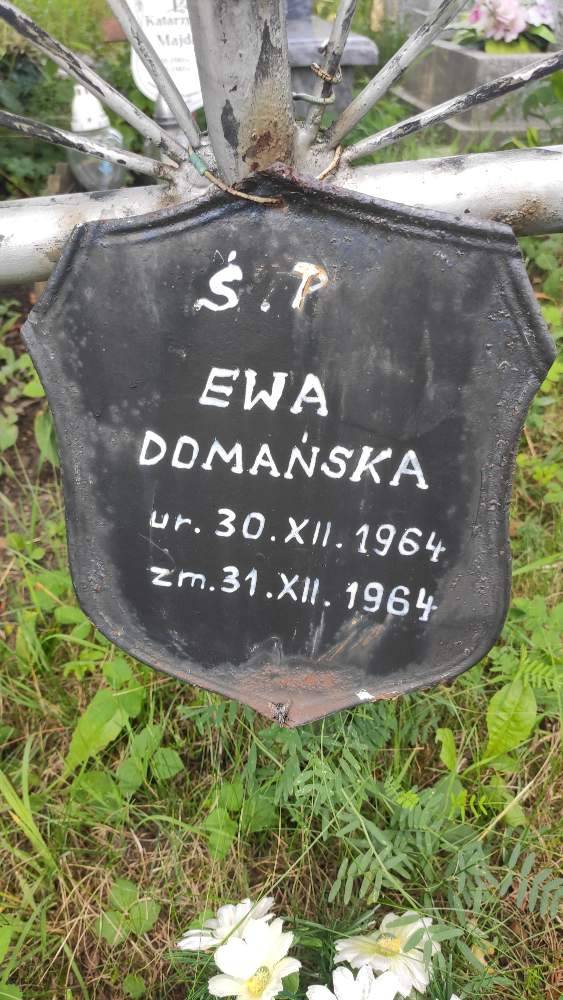 Ś.P
EWA
DOMAŃSKA
ur. 30.XII.1964
zm. 31.XII.1964